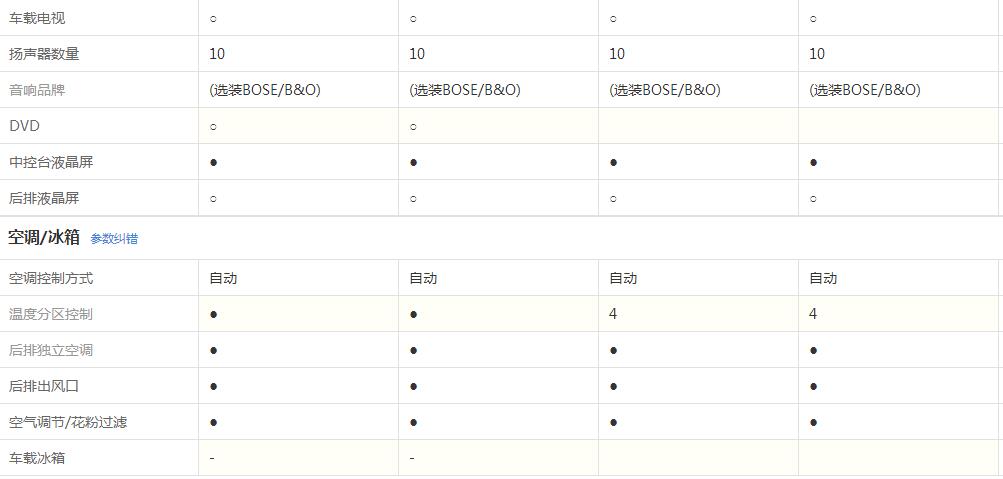 车载电视 ○ ○ ○ ○
扬声器数量 10 10 10 10
音响品牌 (选装BOSE/B&O) (选装BOSE/B&O) (选装BOSE/B&O) (选装BOSE/B&O)
DVD ○ ○
中控台液晶屏 ● ● ● ●
后排液晶屏 ○ ○ ○ ○
空调/冰箱 参数纠错
空调控制方式 自动 自动 自动 自动
温度分区控制 ● ● 4 4
后排独立空调 ● ● ● ●
后排出风口 ● ● ● ●
空气调节/花粉过滤 ● ● ● ●
车载冰箱 - -